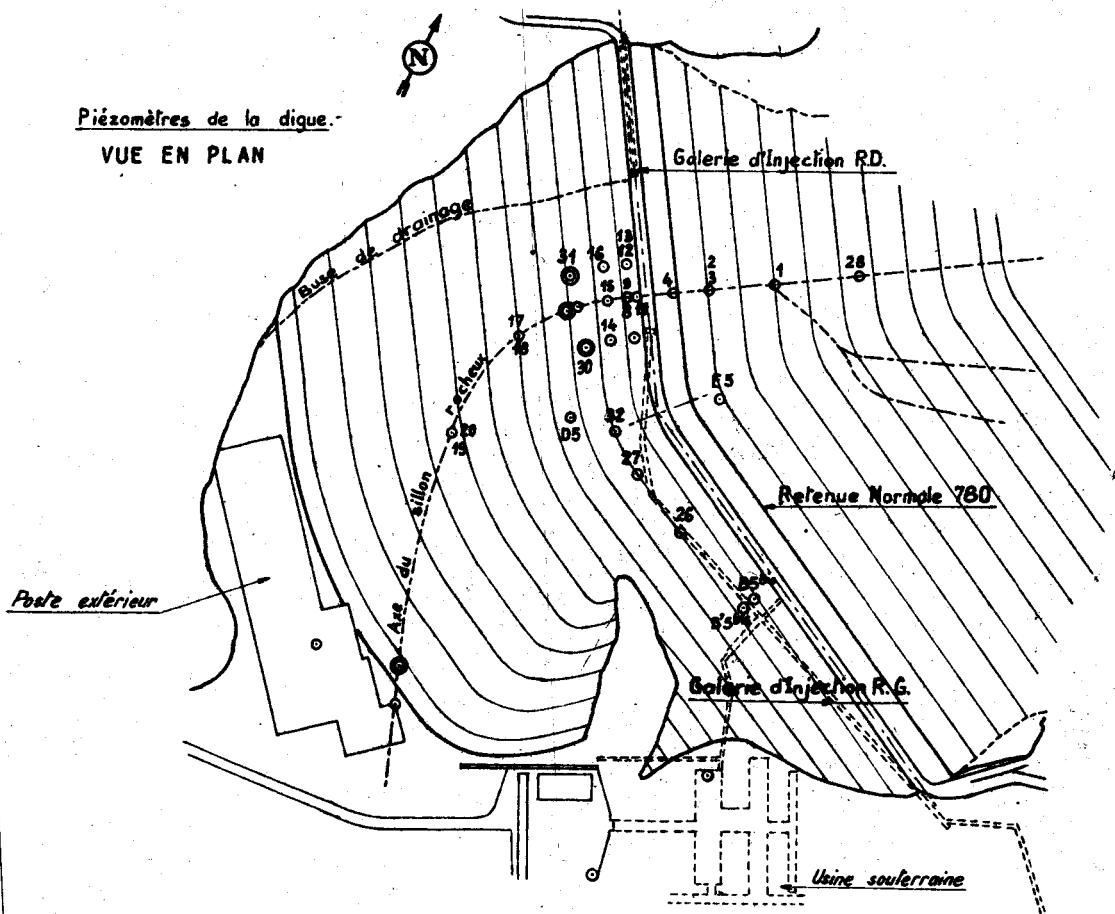 N
Piézomètres de la digue.-
VUE EN PLAN
Galerie d'Injection R.D.
Buse de drainage
13
12
31
16
2
3
1
28
15
9
8
4
17
18
14
30
rocheux
E5
D5
32
20
19
27
sillon
Retenue Normale 780
26
du
Poste extérieur
Axe
Galerie d'Injection R.G.
Usine souterraine